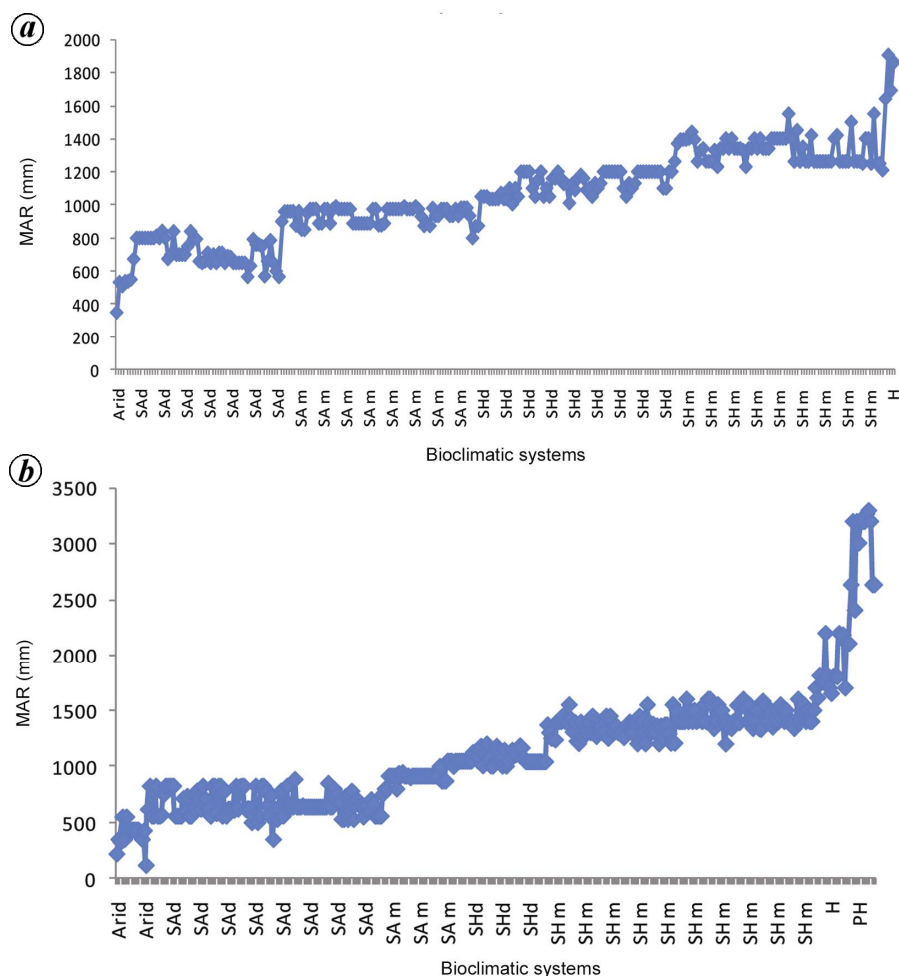 a
2000
1800
1600
1400
1200
1000
800
600
400
200
0
MAR (mm)
Arid SAd SAd SAd SAd SAd SAd SAd SA m SA m SA m SA m SA m SA m SA m SA m SHd SHd SHd SHd SHd SHd SHd SHd SHd SH m SH m SH m SH m SH m SH m SH m SH m SH m H
Bioclimatic systems
b
3500
3000
2500
2000
1500
1000
500
0
MAR (mm)
Arid Arid SAd SAd SAd SAd SAd SAd SAd SAd SA m SA m SA m SHd SHd SHd SH m SH m SH m SH m SH m SH m SH m SH m SH m SH m H PH
Bioclimatic systems